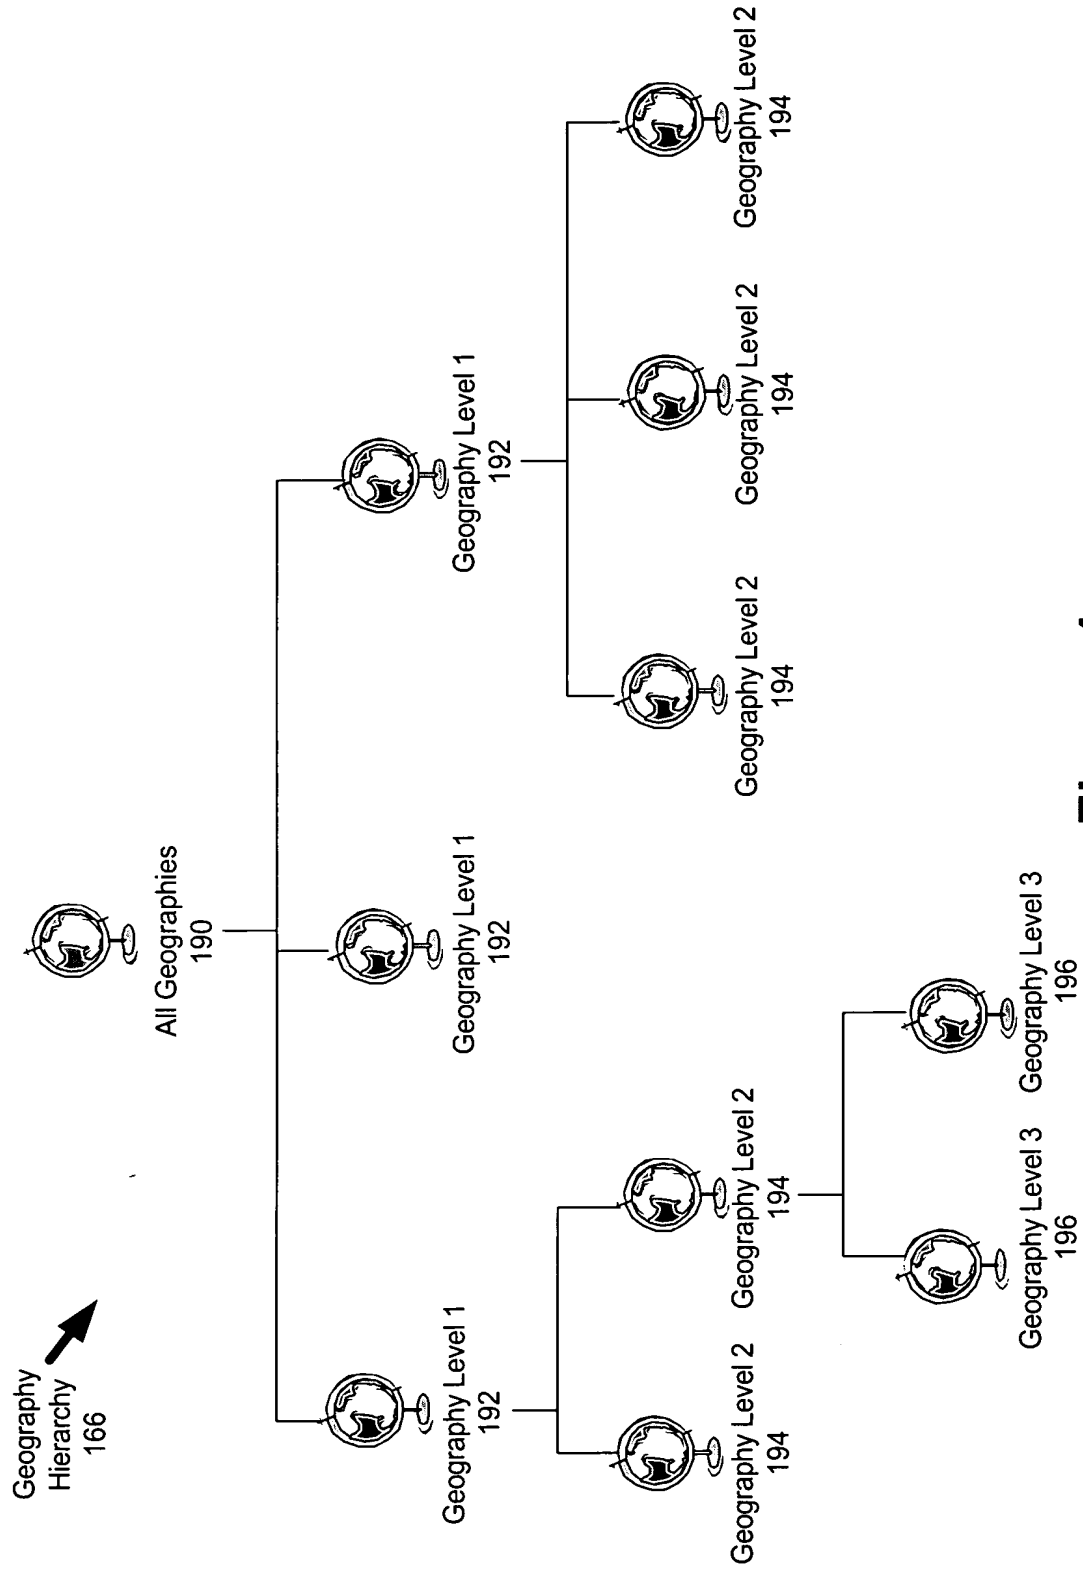 Geography
Hierarchy
166
All Geographies
190
Geography Level 1
192
Geography Level 1
192
Geography Level 1
192
Geography Level 2
194
Geography Level 2
194
Geography Level 2
194
Geography Level 2
194
Geography Level 2
194
Geography Level 3
196
Geography Level 3
196